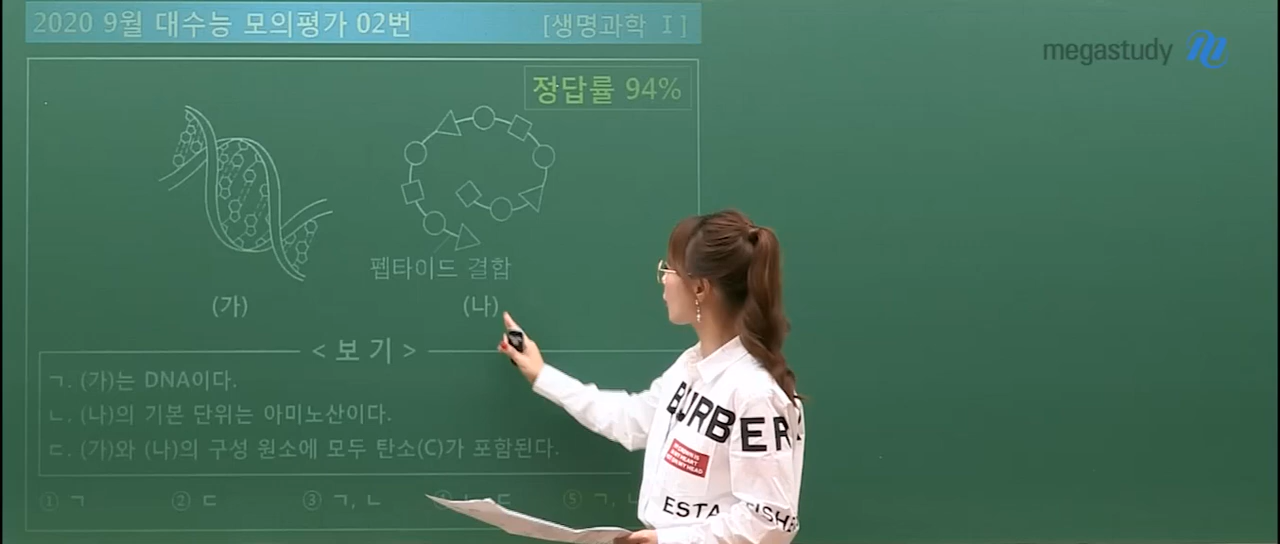 2020 9월 대수능 모의평가 02번
[생명과학 Ⅰ]
megastudy
정답률 94%
펩타이드 결합
(가)
(나)
< 보 기 >
ㄱ. (가)는 DNA이다.
ㄴ. (나)의 기본 단위는 아미노산이다.
ㄷ. (가)와 (나)의 구성 원소에 모두 탄소(C)가 포함된다.
① ㄱ ② ㄷ ③ ㄱ, ㄴ ㄷ ⑤ ㄱ,
BURBER
ESTA